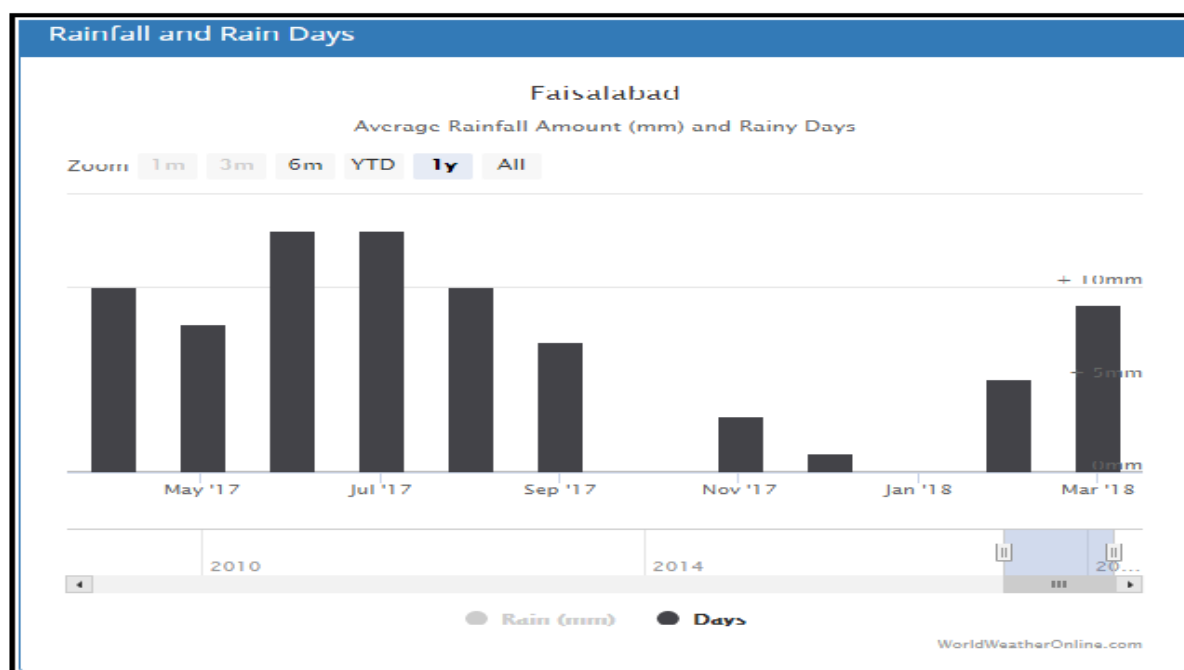 Rainfall and Rain Days
Faisalabad
Average Rainfall Amount (mm) and Rainy Days
Zoom 1m 3m 6m YTD 1y All
10mm
5mm
0mm
May '17 Jul '17 Sep '17 Nov '17 Jan '18 Mar '18
2010 2014 20...
Rain (mm) Days
WorldWeatherOnline.com